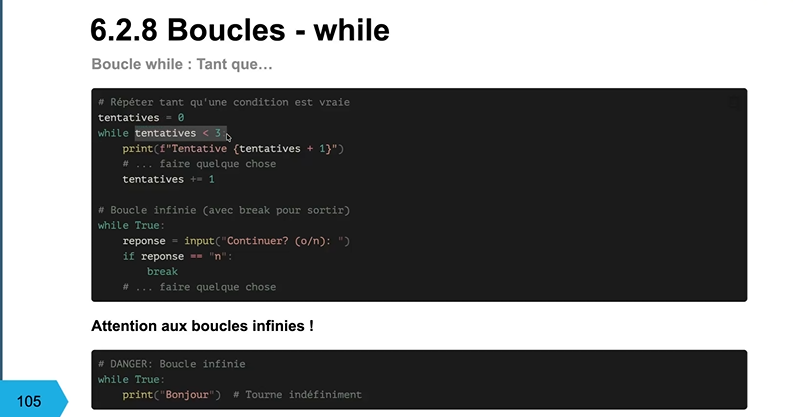 6.2.8 Boucles - while
Boucle while : Tant que…
# Répéter tant qu'une condition est vraie
tentatives = 0
while tentatives < 3
print(f"Tentative {tentatives + 1}")
# ... faire quelque chose
tentatives += 1
# Boucle infinie (avec break pour sortir)
while True:
reponse = input("Continuer? (o/n): ")
if reponse == "n":
break
# ... faire quelque chose
Attention aux boucles infinies !
# DANGER: Boucle infinie
while True:
print("Bonjour")  # Tourne indéfiniment
105